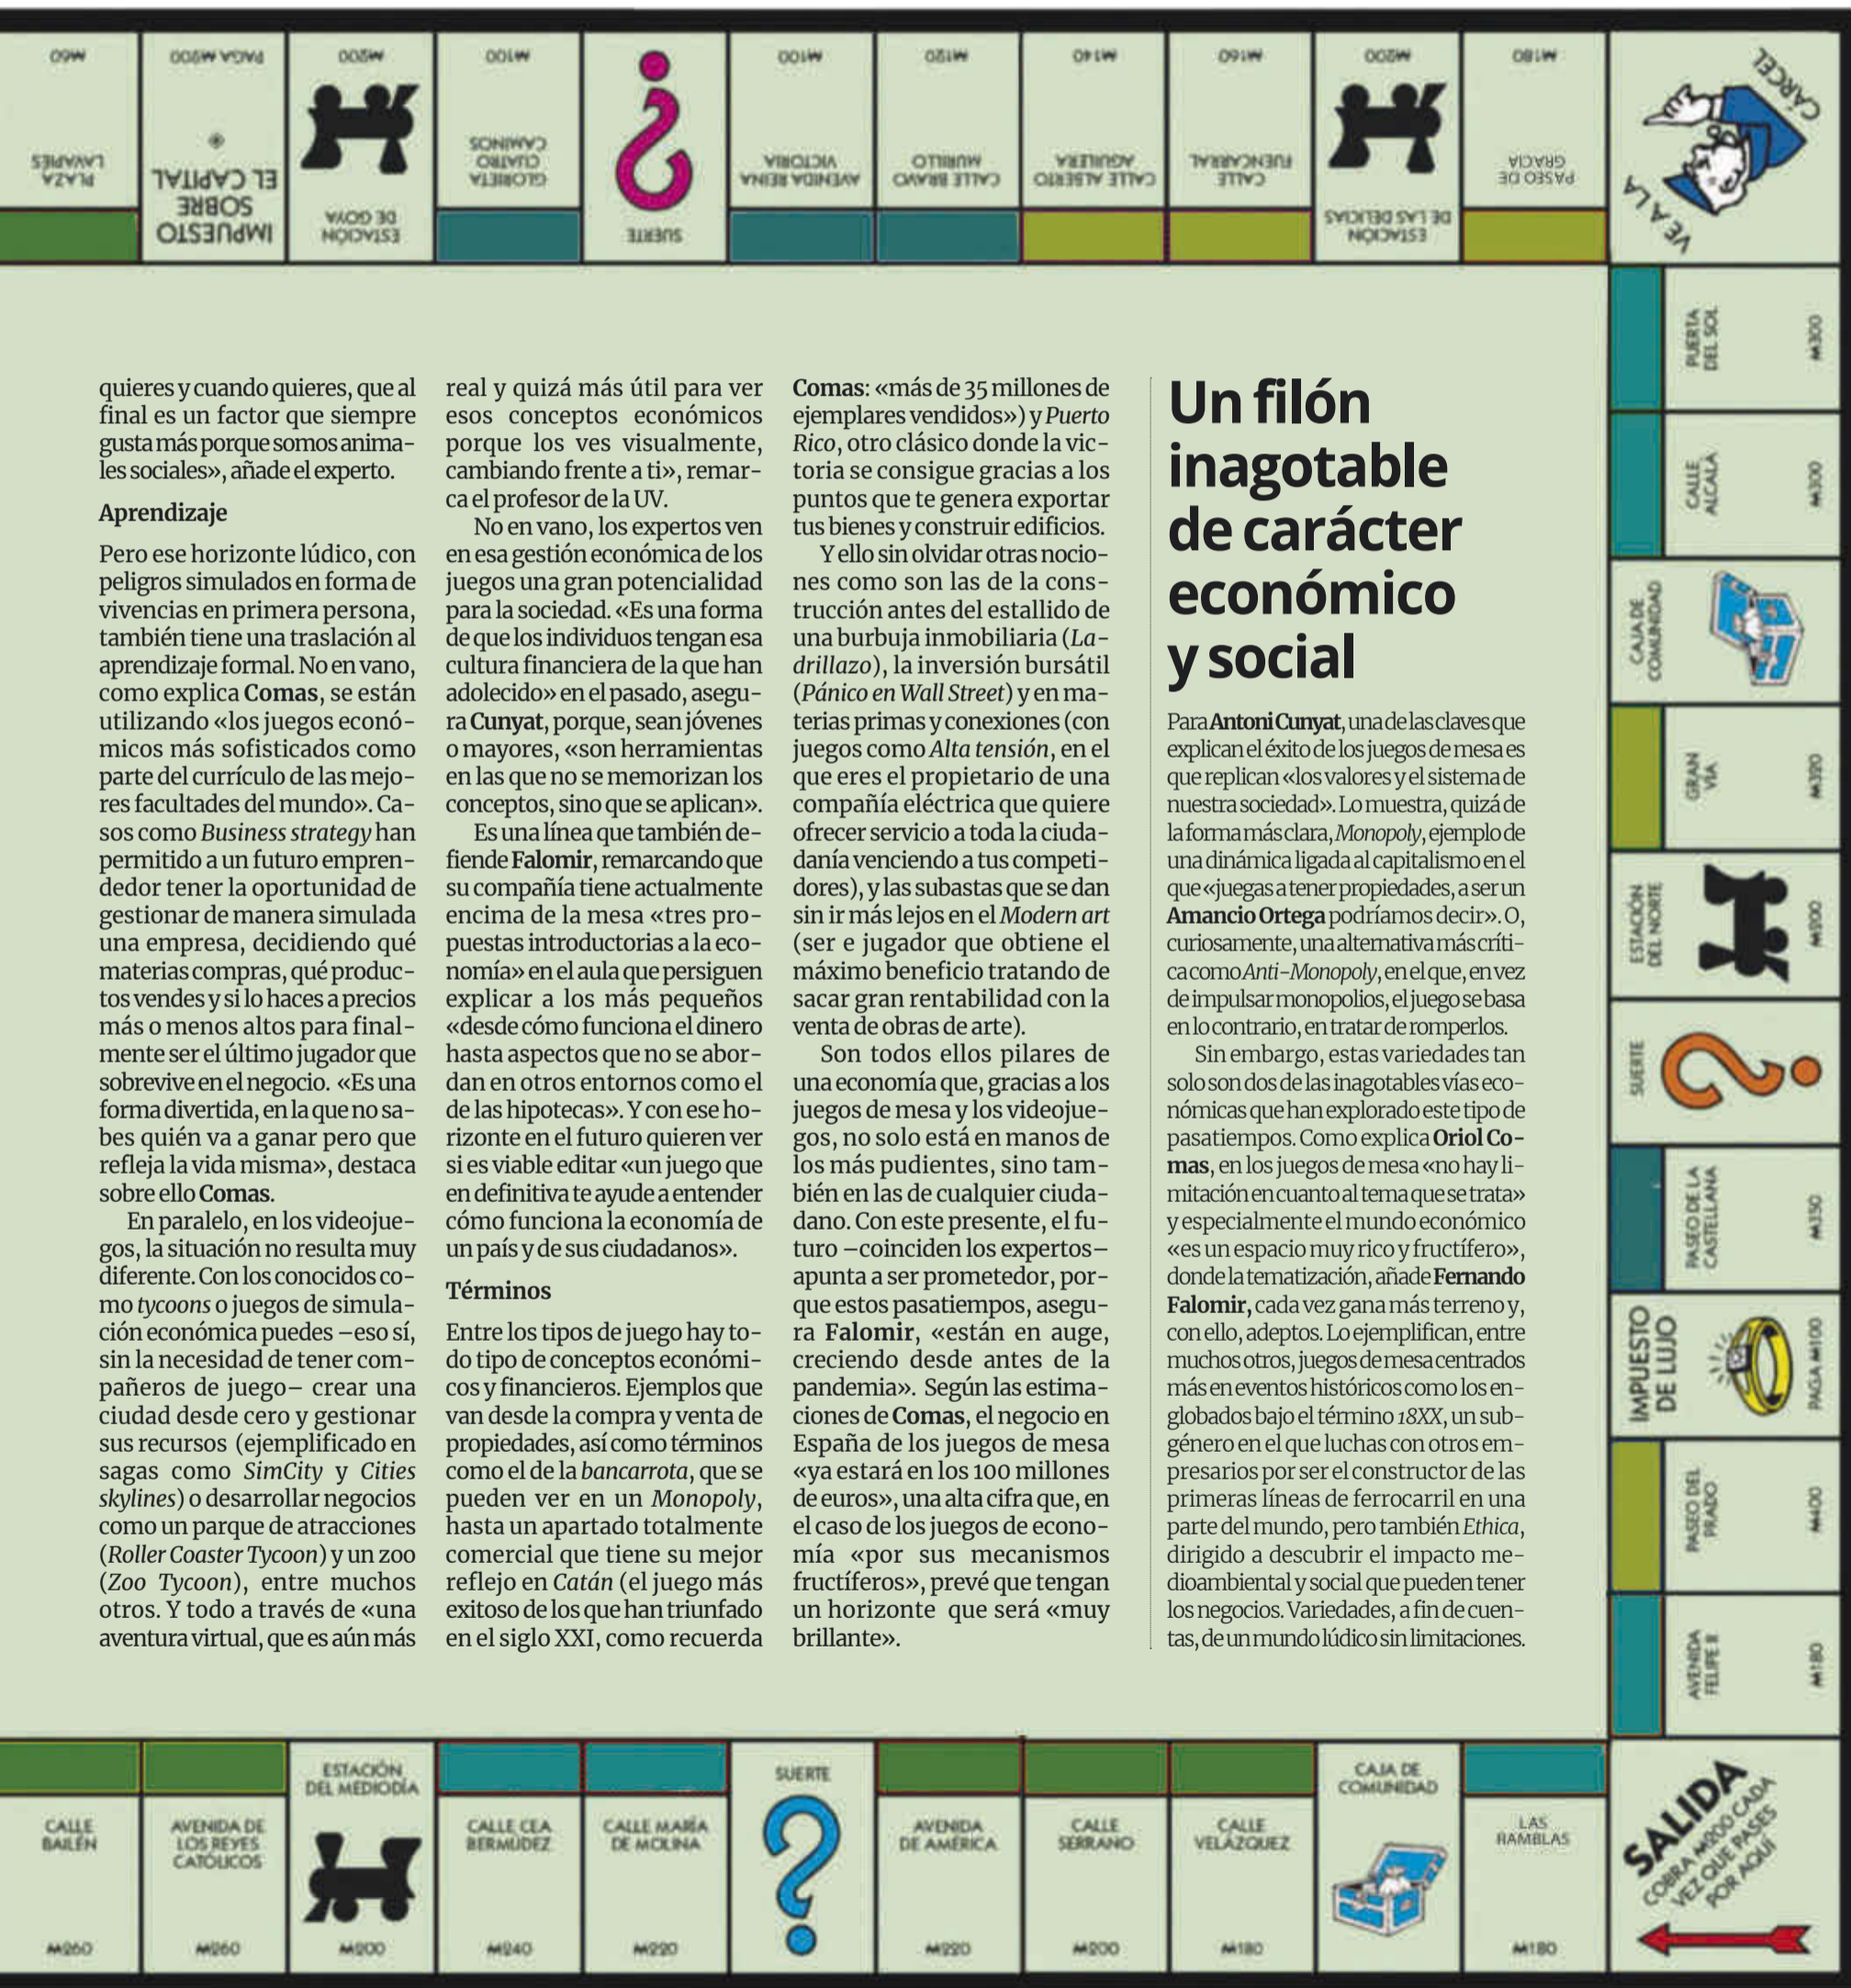 M60
PLAZA
LAVAPIÉS
PAGA M200
IMPUESTO
SOBRE
EL CAPITAL
M200
ESTACIÓN
DE GOYA
M100
GLORIETA
CUATRO
CAMINOS
SUERTE
?
M100
AVENIDA REINA
VICTORIA
M120
CALLE BRAVO
MURILLO
M140
CALLE ALBERTO
AGUILERA
M160
CALLE
FUENCARRAL
M200
ESTACIÓN
DE LAS DELICIAS
M180
PASEO DE
GRACIA
VE A LA
CÁRCEL
quieres y cuando quieres, que al
final es un factor que siempre
gusta más porque somos anima-
les sociales», añade el experto.
Aprendizaje
Pero ese horizonte lúdico, con
peligros simulados en forma de
vivencias en primera persona,
también tiene una traslación al
aprendizaje formal. No en vano,
como explica Comas, se están
utilizando «los juegos econó-
micos más sofisticados como
parte del currículo de las mejo-
res facultades del mundo». Ca-
sos como Business strategy han
permitido a un futuro empren-
dedor tener la oportunidad de
gestionar de manera simulada
una empresa, decidiendo qué
materias compras, qué produc-
tos vendes y si lo haces a precios
más o menos altos para final-
mente ser el último jugador que
sobrevive en el negocio. «Es una
forma divertida, en la que no sa-
bes quién va a ganar pero que
refleja la vida misma», destaca
sobre ello Comas.
En paralelo, en los videojue-
gos, la situación no resulta muy
diferente. Con los conocidos co-
mo tycoons o juegos de simula-
ción económica puedes –eso sí,
sin la necesidad de tener com-
pañeros de juego– crear una
ciudad desde cero y gestionar
sus recursos (ejemplificado en
sagas como SimCity y Cities
skylines) o desarrollar negocios
como un parque de atracciones
(Roller Coaster Tycoon) y un zoo
(Zoo Tycoon), entre muchos
otros. Y todo a través de «una
aventura virtual, que es aún más
real y quizá más útil para ver
esos conceptos económicos
porque los ves visualmente,
cambiando frente a ti», remar-
ca el profesor de la UV.
No en vano, los expertos ven
en esa gestión económica de los
juegos una gran potencialidad
para la sociedad. «Es una forma
de que los individuos tengan esa
cultura financiera de la que han
adolecido» en el pasado, asegu-
ra Cunyat, porque, sean jóvenes
o mayores, «son herramientas
en las que no se memorizan los
conceptos, sino que se aplican».
Es una línea que también de-
fiende Falomir, remarcando que
su compañía tiene actualmente
encima de la mesa «tres pro-
puestas introductorias a la eco-
nomía» en el aula que persiguen
explicar a los más pequeños
«desde cómo funciona el dinero
hasta aspectos que no se abor-
dan en otros entornos como el
de las hipotecas». Y con ese ho-
rizonte en el futuro quieren ver
si es viable editar «un juego que
en definitiva te ayude a entender
cómo funciona la economía de
un país y de sus ciudadanos».
Términos
Entre los tipos de juego hay to-
do tipo de conceptos económi-
cos y financieros. Ejemplos que
van desde la compra y venta de
propiedades, así como términos
como el de la bancarrota, que se
pueden ver en un Monopoly,
hasta un apartado totalmente
comercial que tiene su mejor
reflejo en Catán (el juego más
exitoso de los que han triunfado
en el siglo XXI, como recuerda
Comas: «más de 35 millones de
ejemplares vendidos») y Puerto
Rico, otro clásico donde la vic-
toria se consigue gracias a los
puntos que te genera exportar
tus bienes y construir edificios.
Y ello sin olvidar otras nocio-
nes como son las de la cons-
trucción antes del estallido de
una burbuja inmobiliaria (La-
drillazo), la inversión bursátil
(Pánico en Wall Street) y en ma-
terias primas y conexiones (con
juegos como Alta tensión, en el
que eres el propietario de una
compañía eléctrica que quiere
ofrecer servicio a toda la ciuda-
danía venciendo a tus competi-
dores), y las subastas que se dan
sin ir más lejos en el Modern art
(ser e jugador que obtiene el
máximo beneficio tratando de
sacar gran rentabilidad con la
venta de obras de arte).
Son todos ellos pilares de
una economía que, gracias a los
juegos de mesa y los videojue-
gos, no solo está en manos de
los más pudientes, sino tam-
bién en las de cualquier ciuda-
dano. Con este presente, el fu-
turo –coinciden los expertos–
apunta a ser prometedor, por-
que estos pasatiempos, asegu-
ra Falomir, «están en auge,
creciendo desde antes de la
pandemia». Según las estima-
ciones de Comas, el negocio en
España de los juegos de mesa
«ya estará en los 100 millones
de euros», una alta cifra que, en
el caso de los juegos de econo-
mía «por sus mecanismos
fructíferos», prevé que tengan
un horizonte que será «muy
brillante».
Un filón
inagotable
de carácter
económico
y social
Para Antoni Cunyat, una de las claves que
explican el éxito de los juegos de mesa es
que replican «los valores y el sistema de
nuestra sociedad». Lo muestra, quizá de
la forma más clara, Monopoly, ejemplo de
una dinámica ligada al capitalismo en el
que «juegas a tener propiedades, a ser un
Amancio Ortega podríamos decir». O,
curiosamente, una alternativa más críti-
ca como Anti-Monopoly, en el que, en vez
de impulsar monopolios, el juego se basa
en lo contrario, en tratar de romperlos.
Sin embargo, estas variedades tan
solo son dos de las inagotables vías eco-
nómicas que han explorado este tipo de
pasatiempos. Como explica Oriol Co-
mas, en los juegos de mesa «no hay li-
mitación en cuanto al tema que se trata»
y especialmente el mundo económico
«es un espacio muy rico y fructífero»,
donde la tematización, añade Fernando
Falomir, cada vez gana más terreno y,
con ello, adeptos. Lo ejemplifican, entre
muchos otros, juegos de mesa centrados
más en eventos históricos como los en-
globados bajo el término 18XX, un sub-
género en el que luchas con otros em-
presarios por ser el constructor de las
primeras líneas de ferrocarril en una
parte del mundo, pero también Ethica,
dirigido a descubrir el impacto me-
dioambiental y social que pueden tener
los negocios. Variedades, a fin de cuen-
tas, de un mundo lúdico sin limitaciones.
PUERTA
DEL SOL
M300
CALLE
ALCALÁ
M300
CAJA DE
COMUNIDAD
GRAN
VÍA
M320
ESTACIÓN
DEL NORTE
M200
SUERTE
?
PASEO DE LA
CASTELLANA
M350
IMPUESTO
DE LUJO
PAGA M100
PASEO DEL
PRADO
M400
AVENIDA
FELIPE II
M180
CALLE
BAILÉN
M260
AVENIDA DE
LOS REYES
CATÓLICOS
M260
ESTACIÓN
DEL MEDIODÍA
M200
CALLE CEA
BERMÚDEZ
M240
CALLE MARÍA
DE MOLINA
M220
SUERTE
?
AVENIDA
DE AMÉRICA
M220
CALLE
SERRANO
M200
CALLE
VELÁZQUEZ
M180
CAJA DE
COMUNIDAD
LAS
RAMBLAS
M180
SALIDA
COBRA M200 CADA
VEZ QUE PASES
POR AQUÍ